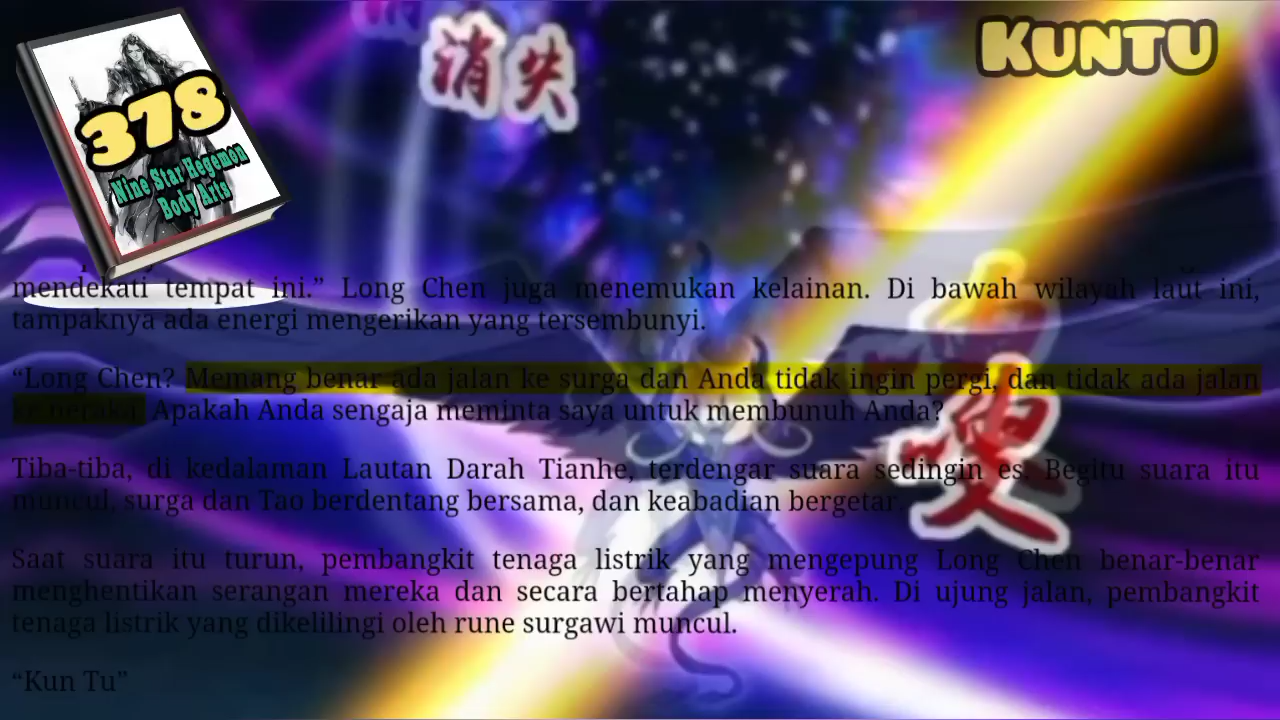 消失
KUNTU
378
Nine Star Hegemon
Body Arts
mendekati tempat ini.” Long Chen juga menemukan kelainan. Di bawah wilayah laut ini,
tampaknya ada energi mengerikan yang tersembunyi.
“Long Chen? Memang benar ada jalan ke surga dan Anda tidak ingin pergi, dan tidak ada jalan
ke neraka. Apakah Anda sengaja meminta saya untuk membunuh Anda?
Tiba-tiba, di kedalaman Lautan Darah Tianhe, terdengar suara sedingin es. Begitu suara itu
muncul, surga dan Tao berdentang bersama, dan keabadian bergetar.
Saat suara itu turun, pembangkit tenaga listrik yang mengepung Long Chen benar-benar
menghentikan serangan mereka dan secara bertahap menyerah. Di ujung jalan, pembangkit
tenaga listrik yang dikelilingi oleh rune surgawi muncul.
“Kun Tu”
嗖